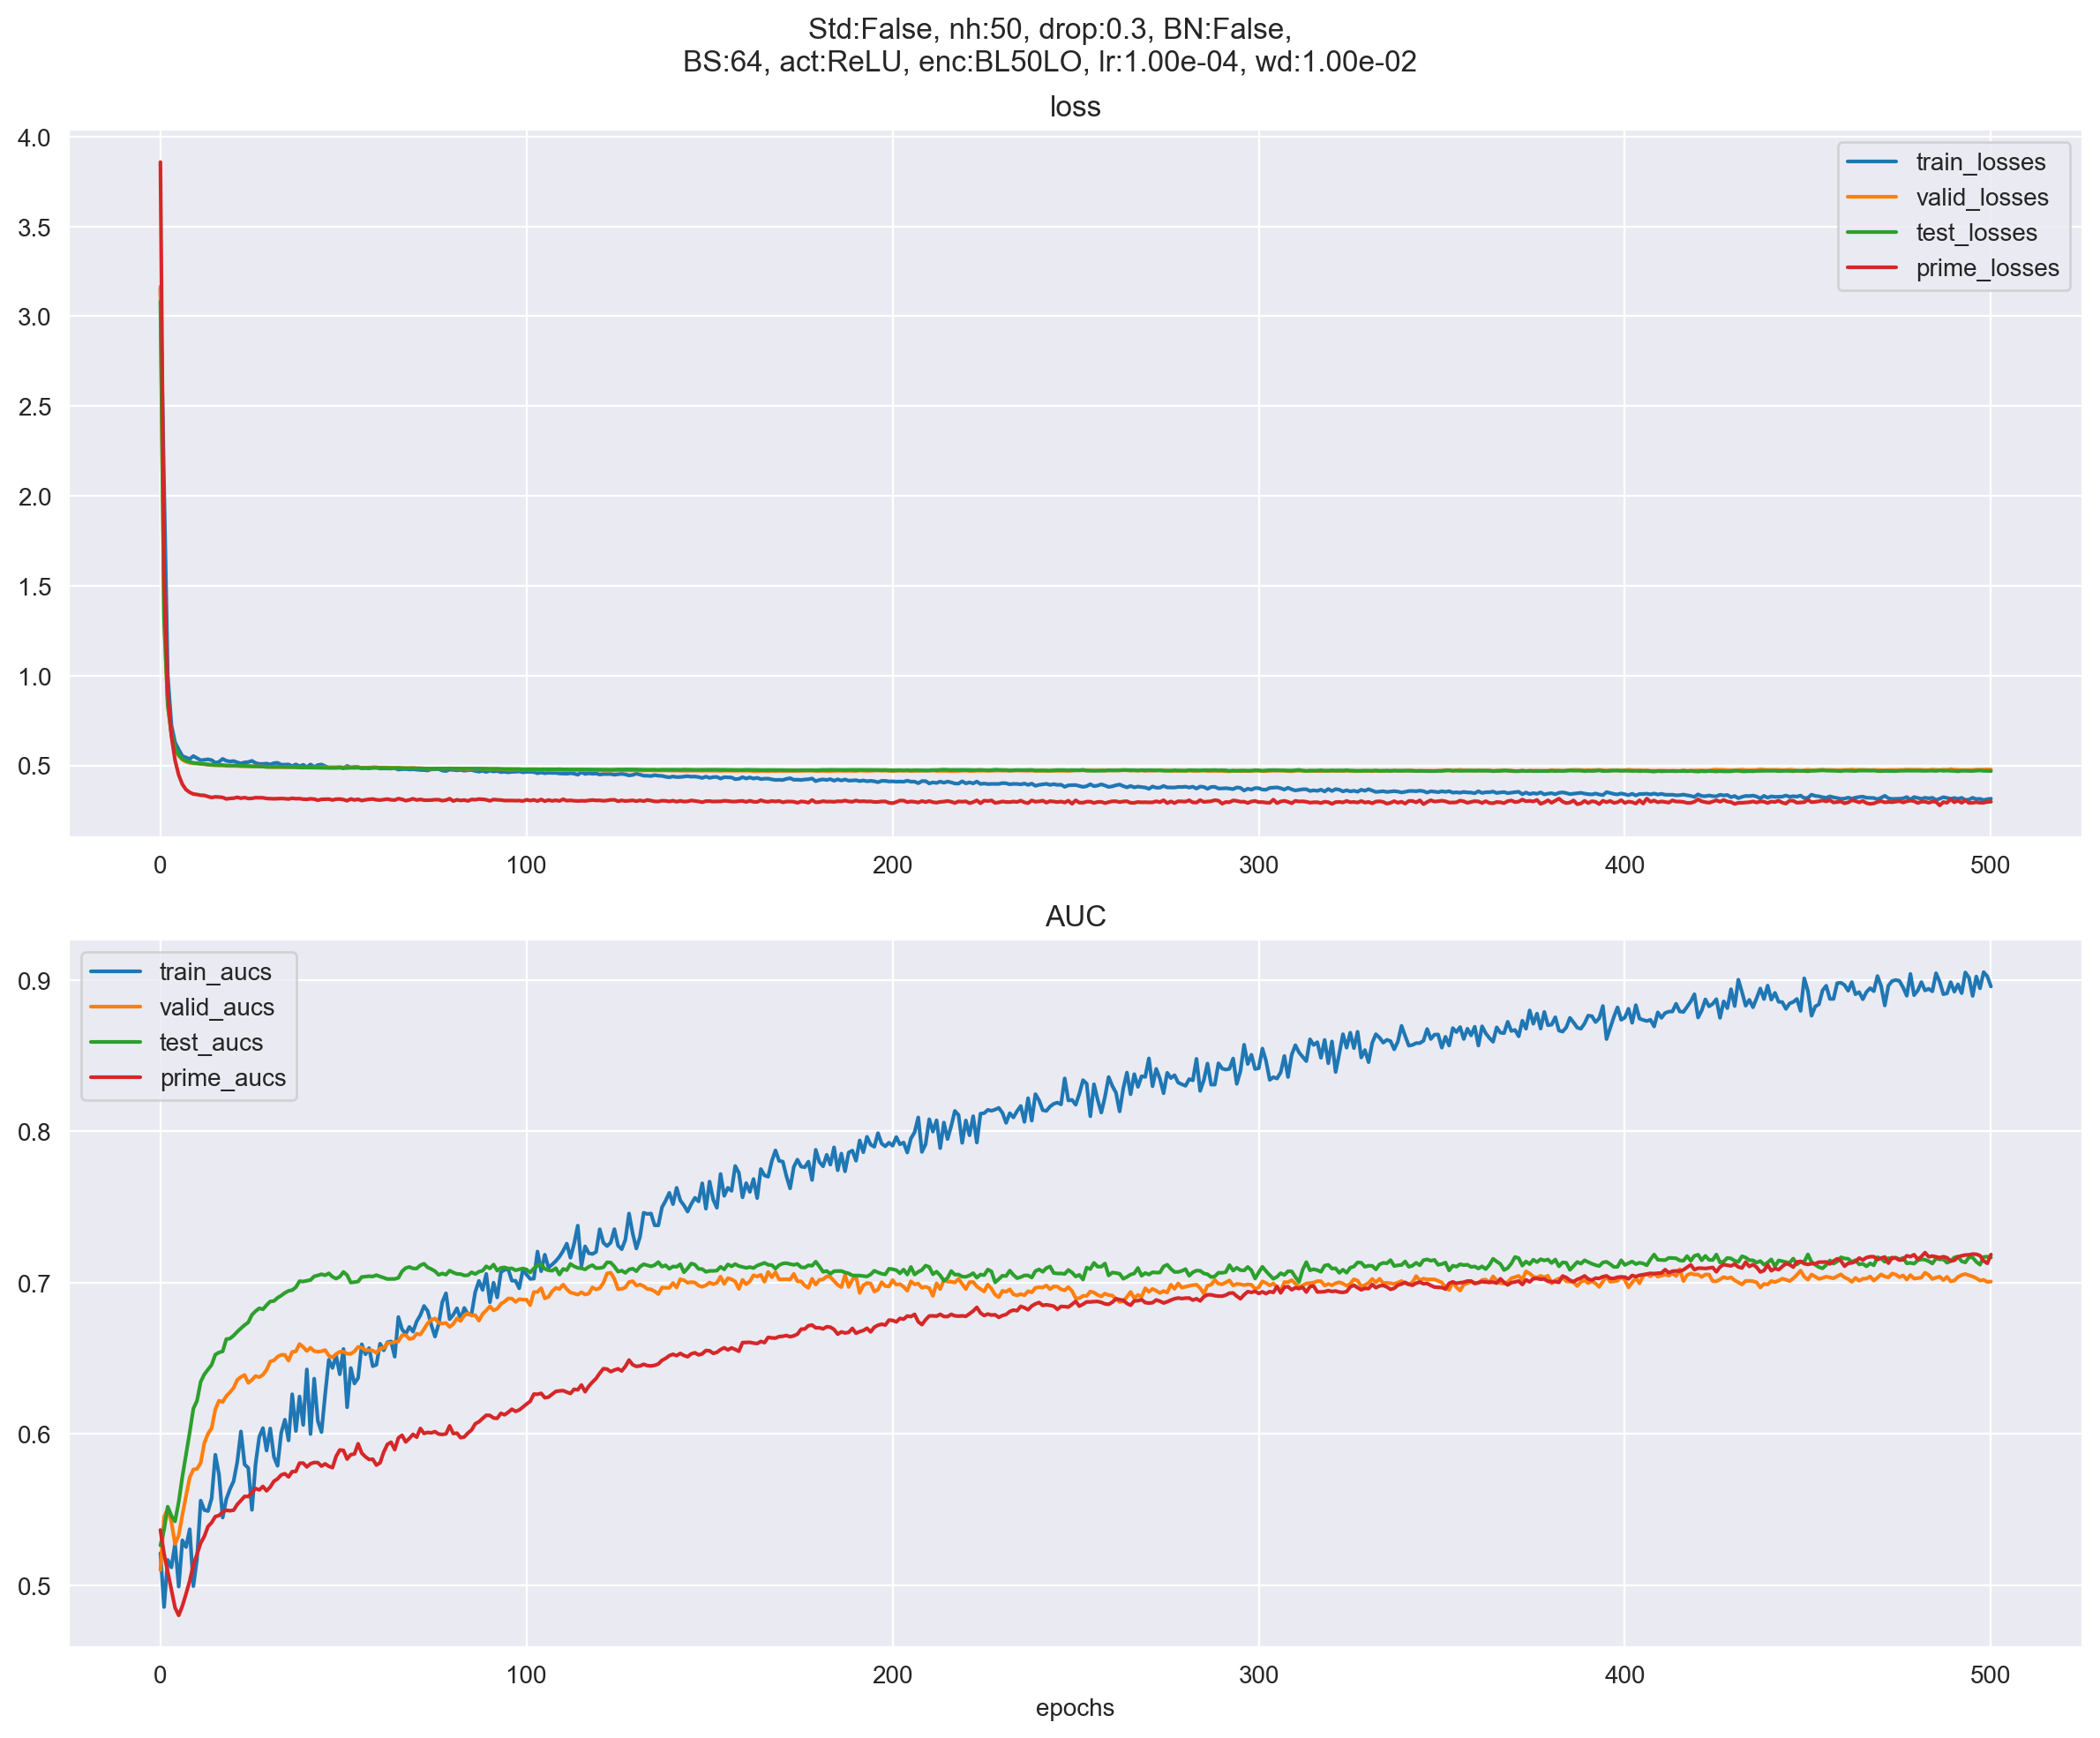 Std:False, nh:50, drop:0.3, BN:False,
BS:64, act:ReLU, enc:BL50LO, lr:1.00e-04, wd:1.00e-02
loss
4.0
3.5
3.0
2.5
2.0
1.5
1.0
0.5
train_losses
valid_losses
test_losses
prime_losses
0 100 200 300 400 500
AUC
0.9
0.8
0.7
0.6
0.5
train_aucs
valid_aucs
test_aucs
prime_aucs
0 100 200 300 400 500
epochs